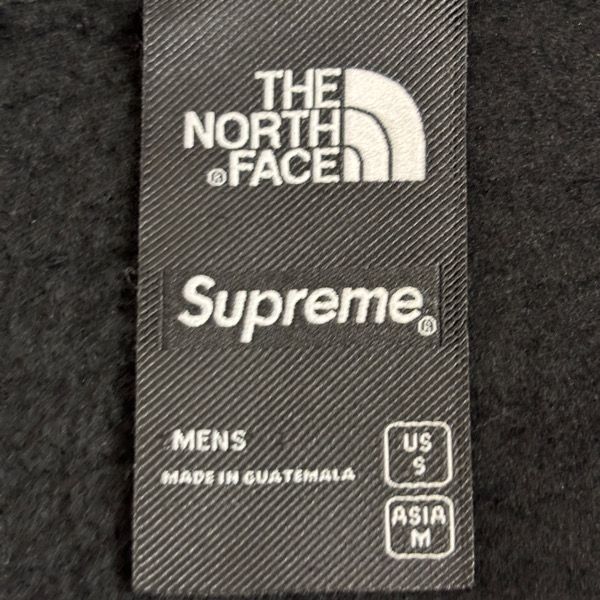 THE
NORTH
®FACE
Supreme®
MENS
MADE IN GUATEMALA
US
S
ASIA
M